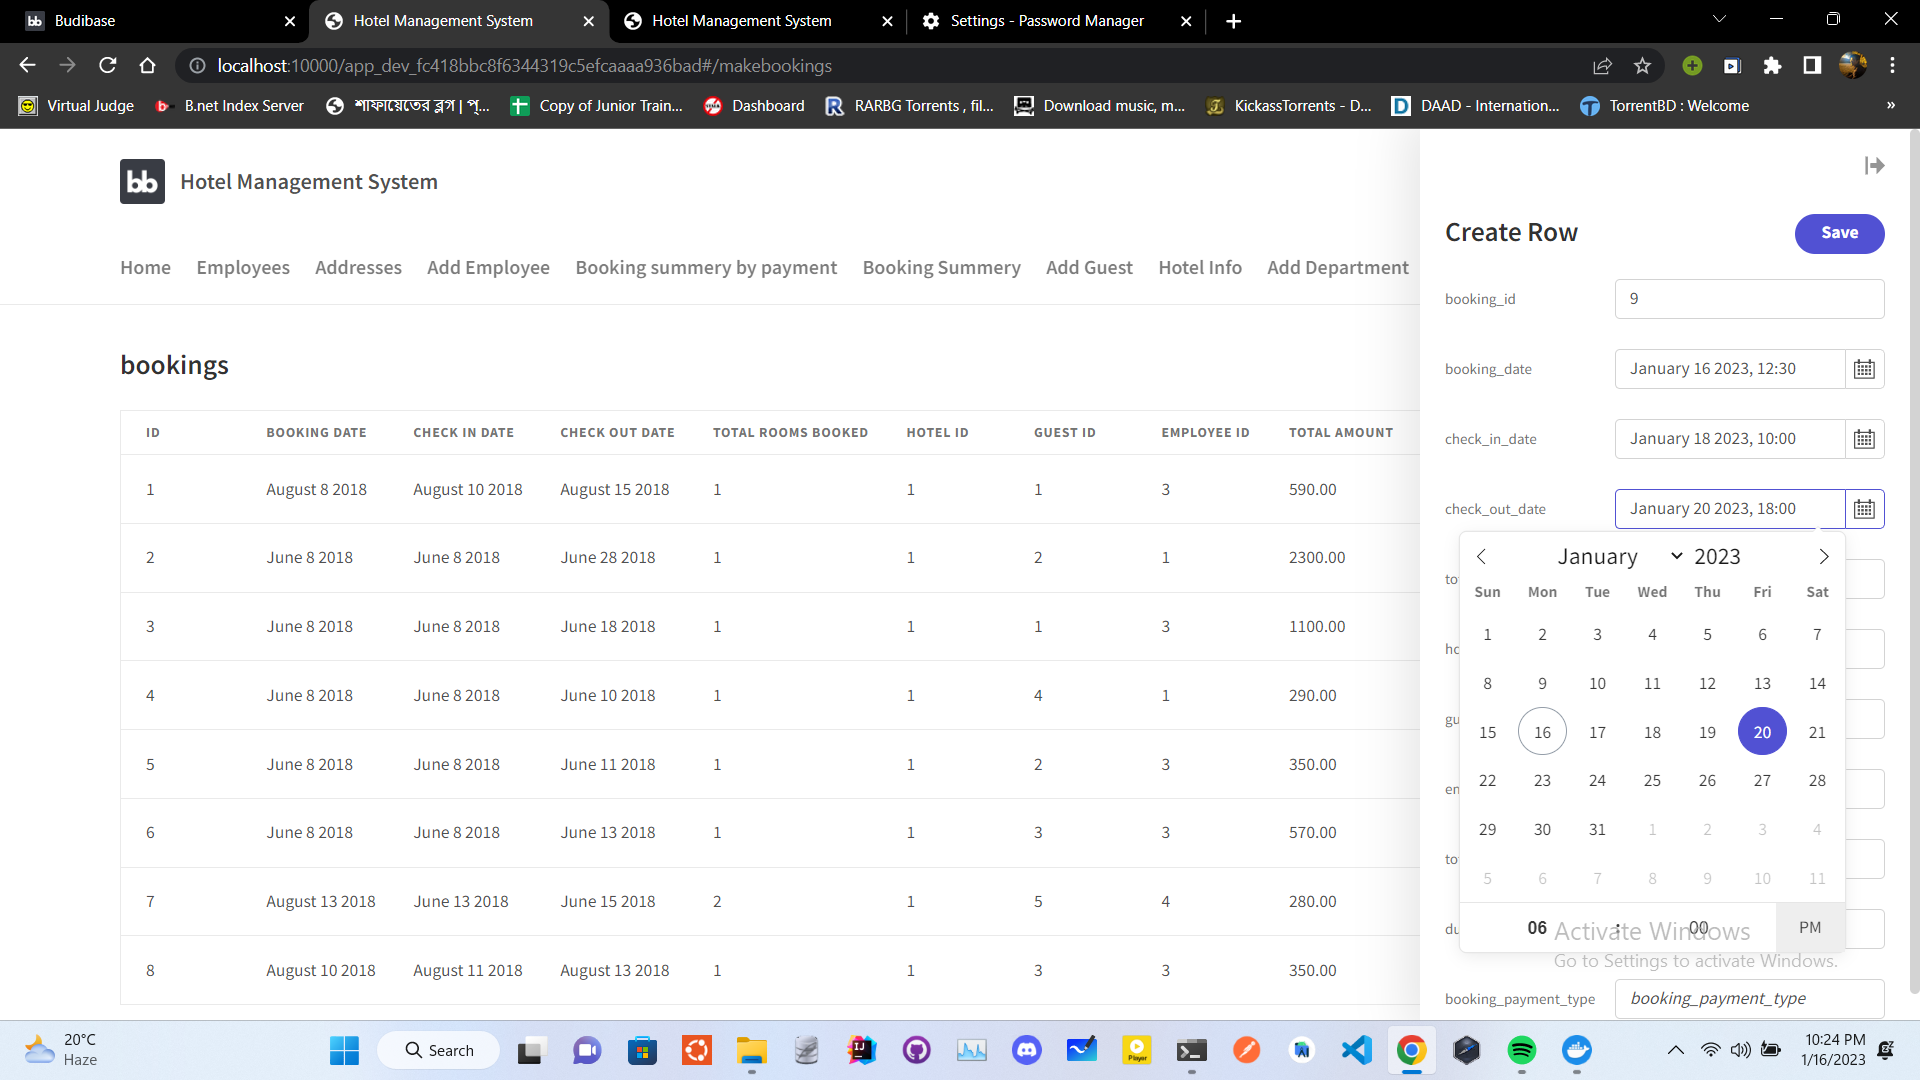 Budibase
Hotel Management System
Hotel Management System
Settings - Password Manager
localhost:10000/app_dev_fc418bbc8f6344319c5efcaaaa936bad#/makebookings
Virtual Judge
B.net Index Server
শাফায়েতের ব্লগ | প্...
Copy of Junior Train...
Dashboard
RARBG Torrents , fil...
Download music, m...
KickassTorrents - D...
DAAD - Internation...
TorrentBD : Welcome
»
bb Hotel Management System
Home Employees Addresses Add Employee Booking summery by payment Booking Summery Add Guest Hotel Info Add Department
bookings
ID BOOKING DATE CHECK IN DATE CHECK OUT DATE TOTAL ROOMS BOOKED HOTEL ID GUEST ID EMPLOYEE ID TOTAL AMOUNT
1 August 8 2018 August 10 2018 August 15 2018 1 1 1 3 590.00
2 June 8 2018 June 8 2018 June 28 2018 1 1 2 1 2300.00
3 June 8 2018 June 8 2018 June 18 2018 1 1 1 3 1100.00
4 June 8 2018 June 8 2018 June 10 2018 1 1 4 1 290.00
5 June 8 2018 June 8 2018 June 11 2018 1 1 2 3 350.00
6 June 8 2018 June 8 2018 June 13 2018 1 1 3 3 570.00
7 August 13 2018 June 13 2018 June 15 2018 2 1 5 4 280.00
8 August 10 2018 August 11 2018 August 13 2018 1 1 3 3 350.00
Create Row Save
booking_id 9
booking_date January 16 2023, 12:30
check_in_date January 18 2023, 10:00
check_out_date January 20 2023, 18:00
January 2023
Sun Mon Tue Wed Thu Fri Sat
to
1 2 3 4 5 6 7
ho
8 9 10 11 12 13 14
gu
15 16 17 18 19 20 21
en
22 23 24 25 26 27 28
29 30 31 1 2 3 4
to
5 6 7 8 9 10 11
du
06 : 00 PM
Activate Windows
Go to Settings to activate Windows.
booking_payment_type booking_payment_type
20°C
Haze
Search
Player
10:24 PM
1/16/2023